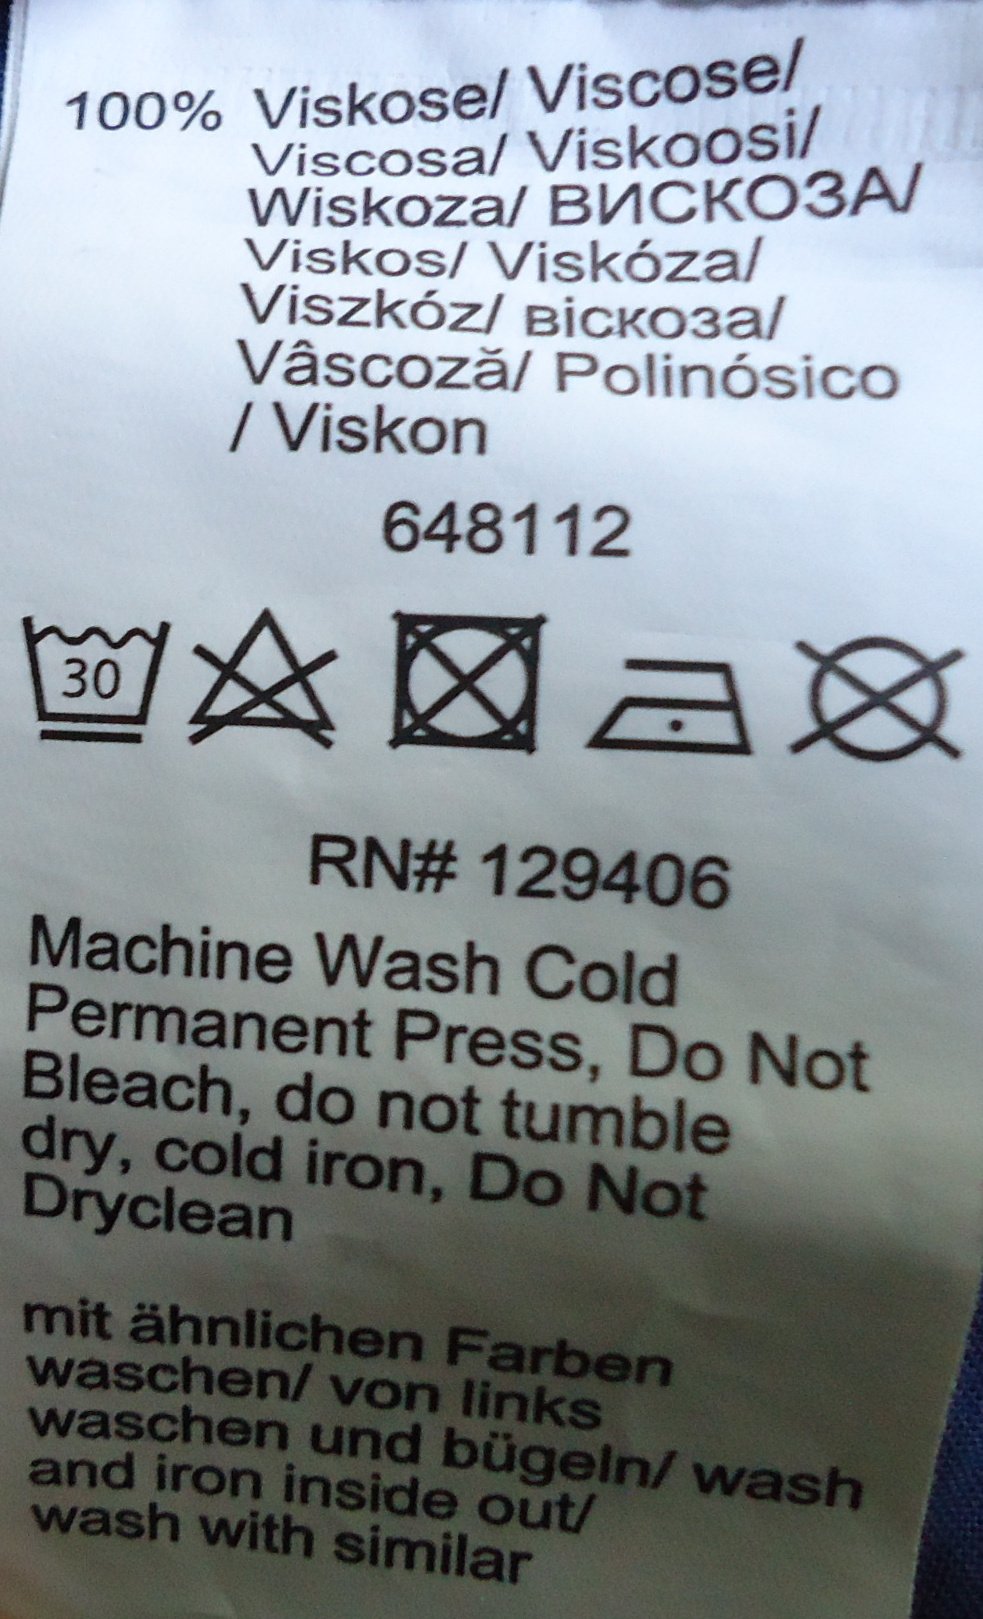 100% Viskose/ Viscose/
Viscosa/ Viskoosi/
Wiskoza/ ВИСКОЗА/
Viskos/ Viskóza/
Viszkóz/ віскоза/
Vâscoză/ Polinósico
/ Viskon
648112
30
RN# 129406
Machine Wash Cold
Permanent Press, Do Not
Bleach, do not tumble
dry, cold iron, Do Not
Dryclean
mit ähnlichen Farben
waschen/ von links
waschen und bügeln/ wash
and iron inside out/
wash with similar